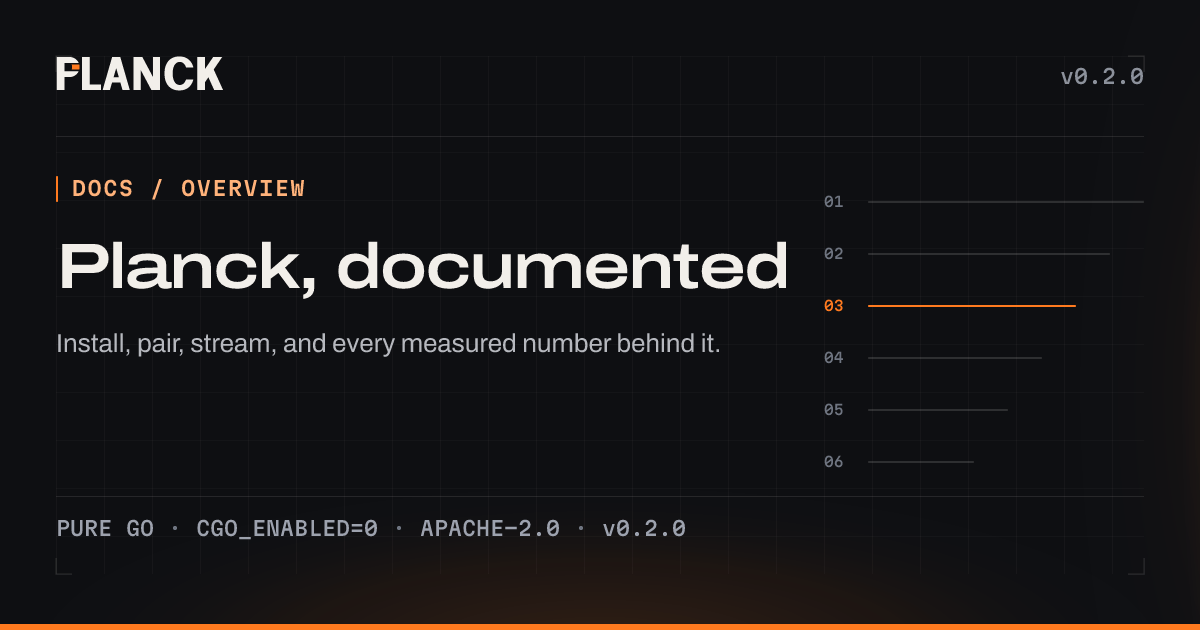 PLANCK
v0.2.0
DOCS / OVERVIEW
Planck, documented
Install, pair, stream, and every measured number behind it.
01
02
03
04
05
06
PURE GO · CGO_ENABLED=0 · APACHE-2.0 · v0.2.0